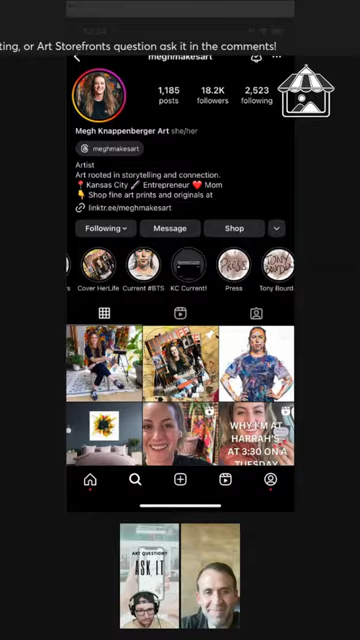 ting, or Art Storefronts question ask it in the comments!
meghmakesart
1,185
18.2K
2,523
posts
followers
following
Megh Knappenberger Art she/her
meghmakesart
Artist
Art rooted in storytelling and connection.
Kansas City Entrepreneur Mom
Shop fine art prints and originals at
linktr.ee/meghmakesart
Following
Message
Shop
Cover HerLife
Current #BTS
KC Current!
Press
Tony Bourd
PRESS
TONY
WHY I'M AT
HARRAH'S
AT 3:30 ON A
TUESDAY
ART QUESTION?
ASK IT